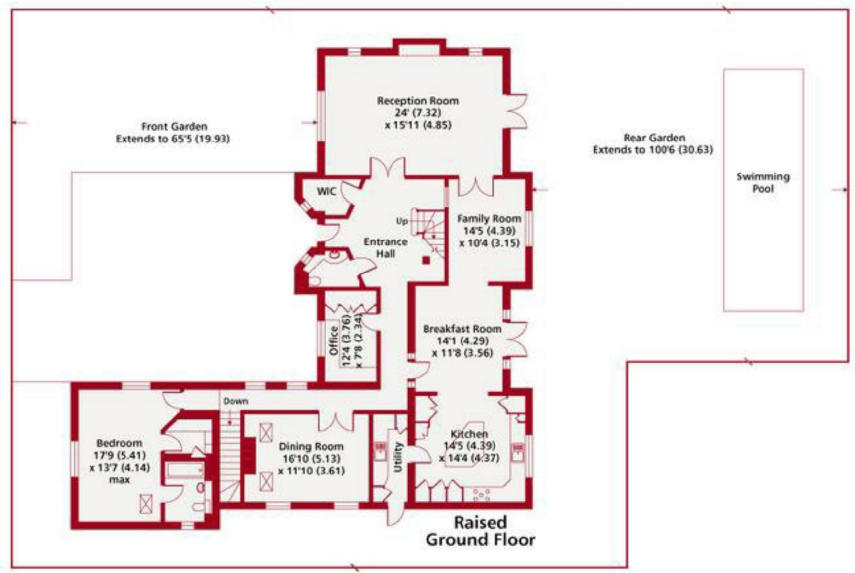 Reception Room
24' (7.32)
x 15'11 (4.85)
Front Garden
Extends to 65'5 (19.93)
Rear Garden
Extends to 100'6 (30.63)
Swimming
Pool
WIC
Up
Family Room
14'5 (4.39)
x 10'4 (3.15)
Entrance
Hall
Office
12'4 (3.76)
x 7'8 (2.34)
Breakfast Room
14'1 (4.29)
x 11'8 (3.56)
Down
Bedroom
17'9 (5.41)
x 13'7 (4.14)
max
Dining Room
16'10 (5.13)
x 11'10 (3.61)
Utility
Kitchen
14'5 (4.39)
x 14'4 (4.37)
Raised
Ground Floor